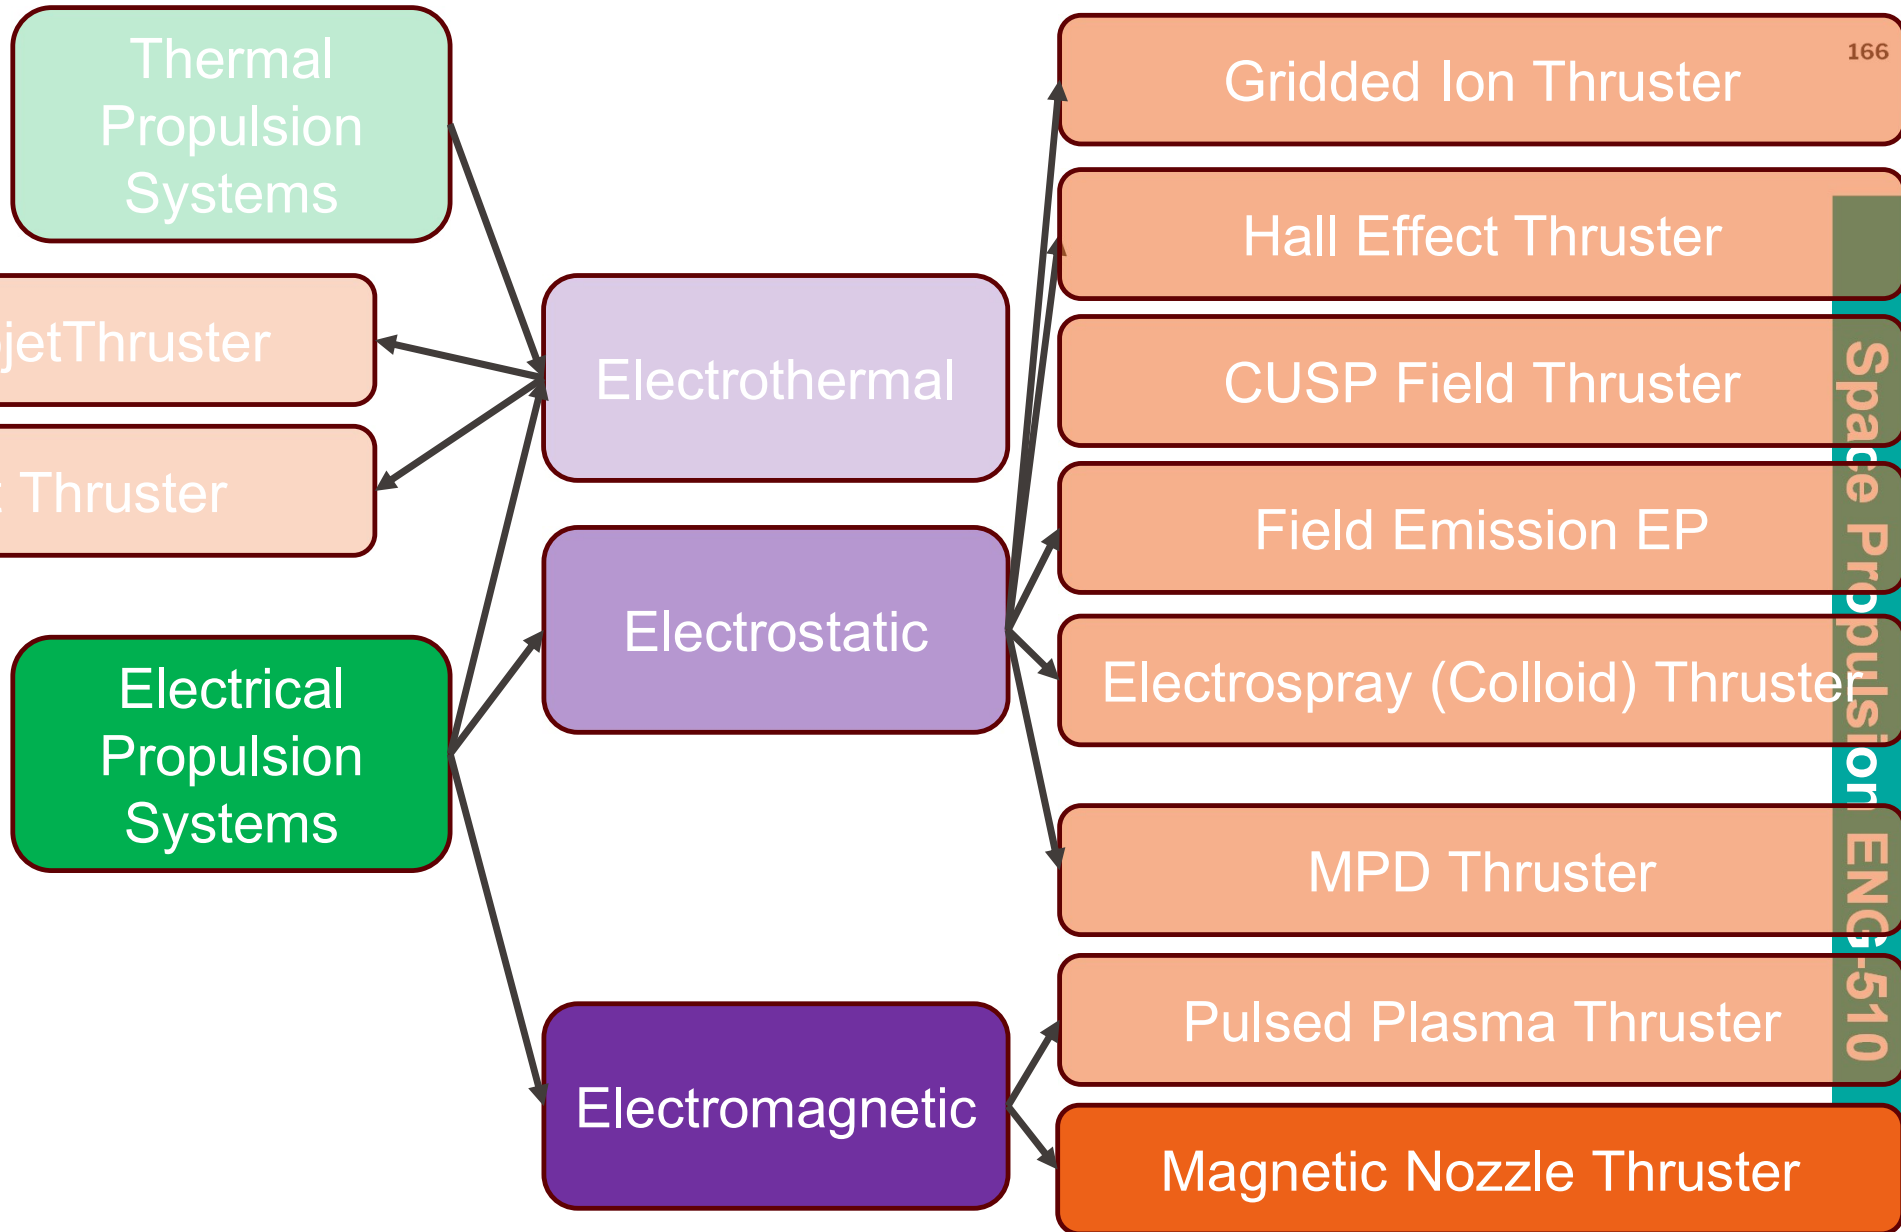 Thermal
Propulsion
Systems
jetThruster
Thruster
Electrical
Propulsion
Systems
Electrothermal
Electrostatic
Electromagnetic
Gridded Ion Thruster
Hall Effect Thruster
CUSP Field Thruster
Field Emission EP
Electrospray (Colloid) Thruster
MPD Thruster
Pulsed Plasma Thruster
Magnetic Nozzle Thruster
166
Space Propulsion ENG-510